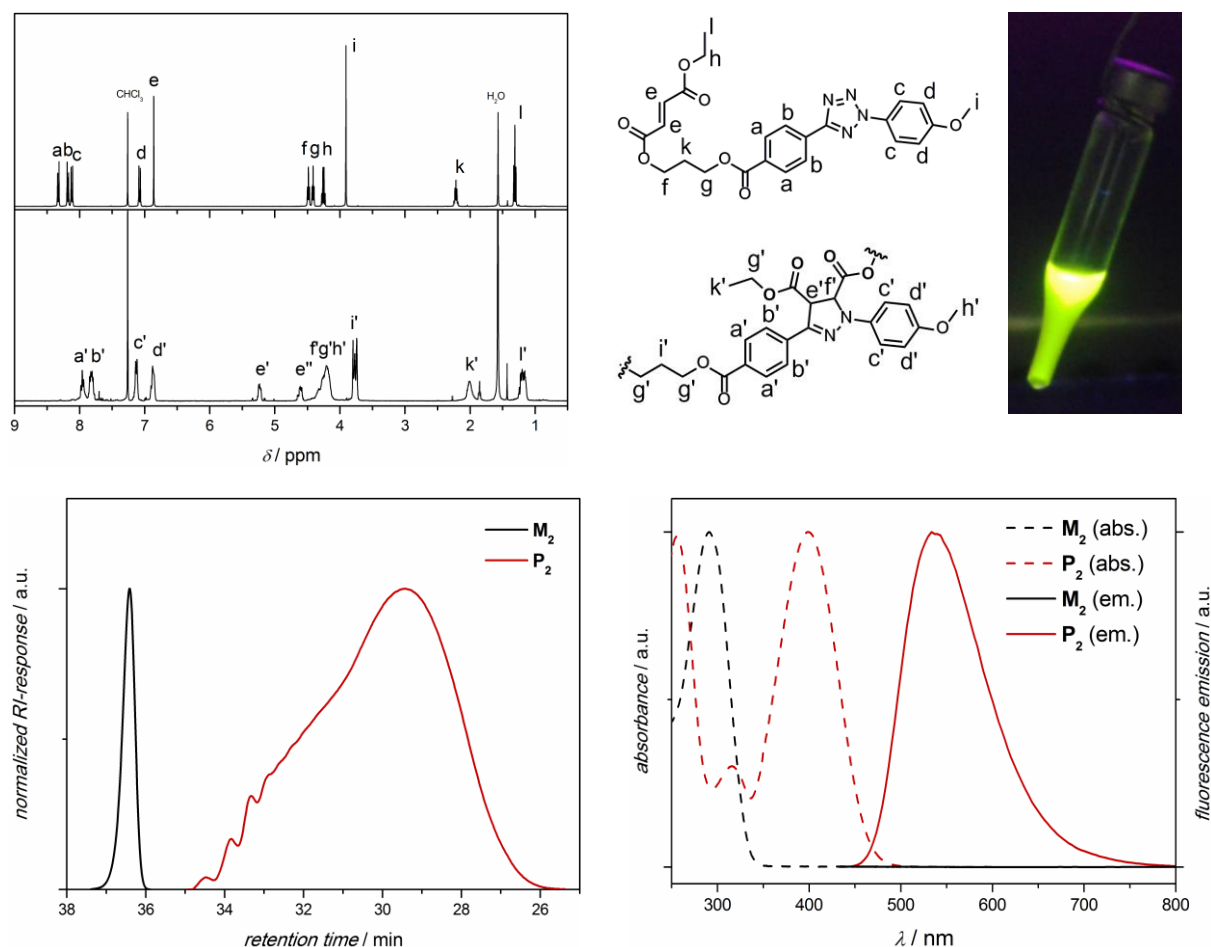 a b c
CHCl3
d
e
f g h
i
k
H2O
l
a'
b'
c'
d'
e'
e''
f'g'h'
i'
k'
l'
9 8 7 6 5 4 3 2 1
δ / ppm
l
h
O
e
O
O
e
O
k
f
g
O
O
a
b
a
b
N N
N
N
c
d
c
d
O
i
g'
k'
O
O
e'
O
O
f'
N
N
c'
d'
c'
d'
O
h'
a'
b'
a'
b'
i'
g'
g'
O
O
normalized RI-response / a.u.
M2
P2
38 36 34 32 30 28 26
retention time / min
absorbance / a.u.
M2 (abs.)
P2 (abs.)
M2 (em.)
P2 (em.)
fluorescence emission / a.u.
300 400 500 600 700 800
λ / nm